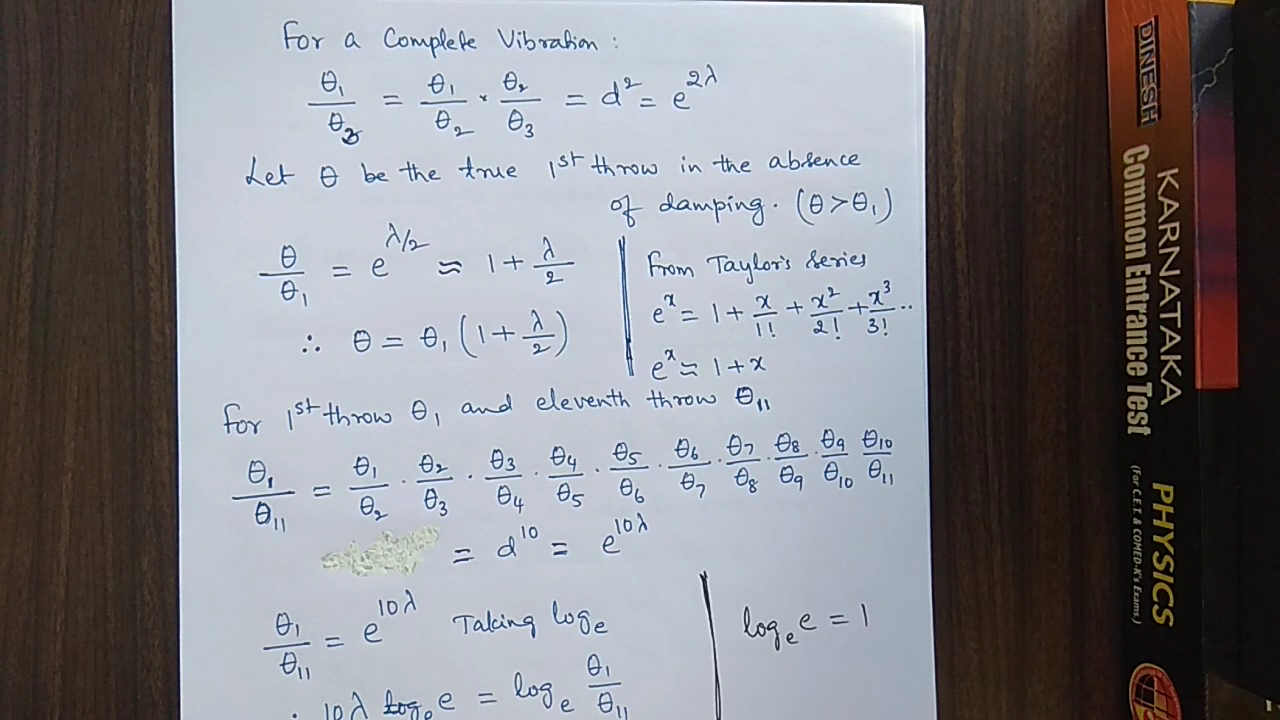 For a Complete Vibration :
θ₁/θ₃ = θ₁/θ₂ · θ₂/θ₃ = d² = e^{2λ}
Let θ be the true 1st throw in the absence
of damping. (θ > θ₁)
θ/θ₁ = e^{λ/2} ≈ 1 + λ/2
∴ θ = θ₁ (1 + λ/2)
From Taylor's Series
e^x = 1 + x/1! + x²/2! + x³/3! ..
e^x ≈ 1 + x
For 1st throw θ₁ and eleventh throw θ₁₁
θ₁/θ₁₁ = θ₁/θ₂ · θ₂/θ₃ · θ₃/θ₄ · θ₄/θ₅ · θ₅/θ₆ · θ₆/θ₇ · θ₇/θ₈ · θ₈/θ₉ · θ₉/θ₁₀ θ₁₀/θ₁₁
= d^{10} = e^{10λ}
θ₁/θ₁₁ = e^{10λ} Taking logₑ
∴ 10λ logₑ e = logₑ θ₁/θ₁₁
logₑ e = 1
DINESH
KARNATAKA
Common Entrance Test
PHYSICS
(For C.E.T. & COMED-K's Exams.)